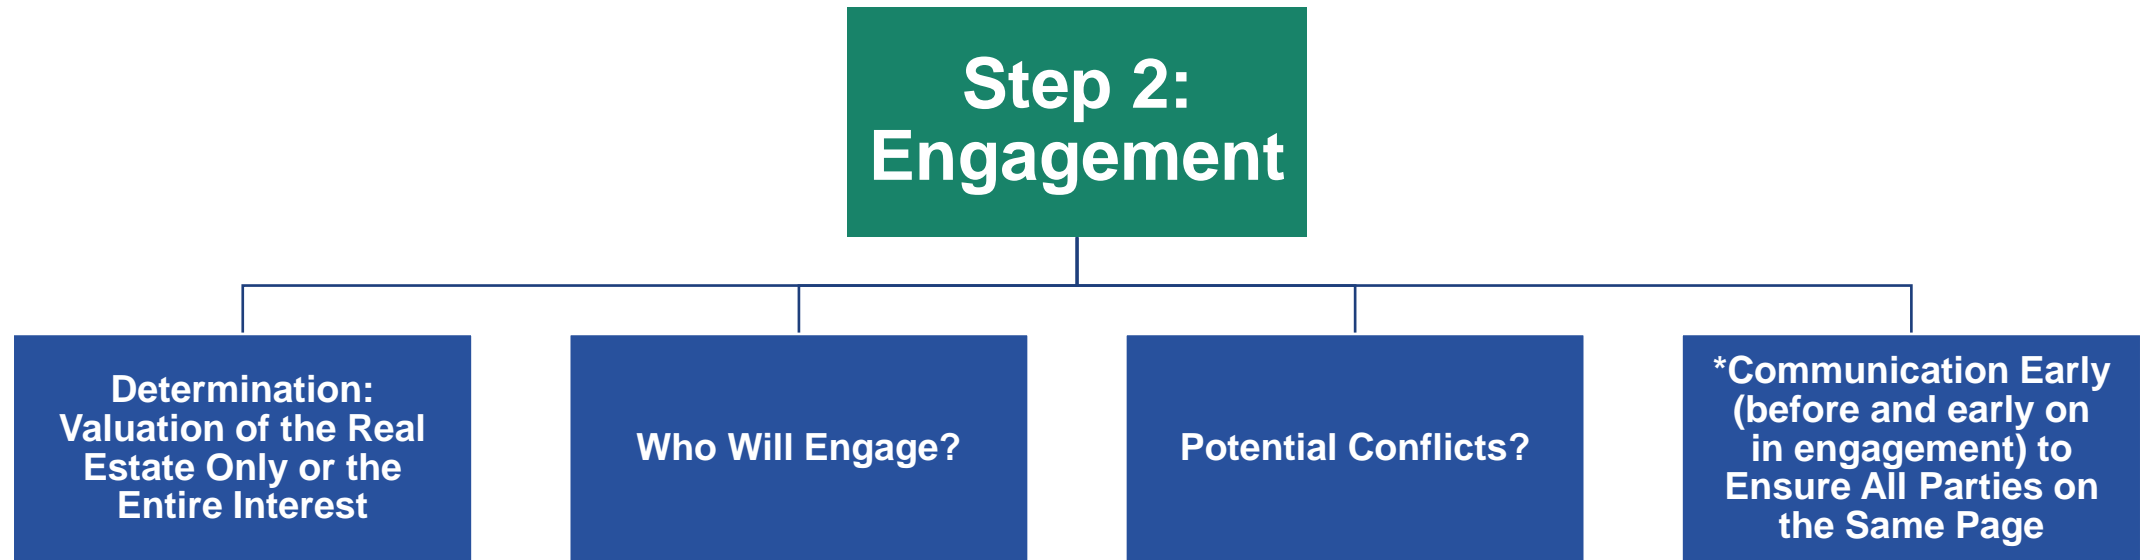 Step 2:
Engagement
Determination:
Valuation of the Real
Estate Only or the
Entire Interest
Who Will Engage?
Potential Conflicts?
*Communication Early
(before and early on
in engagement) to
Ensure All Parties on
the Same Page